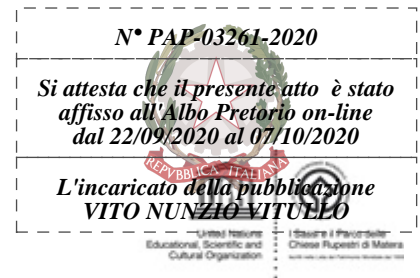 N° PAP-03261-2020
Si attesta che il presente atto è stato
affisso all'Albo Pretorio on-line
dal 22/09/2020 al 07/10/2020
L'incaricato della pubblicazione
VITO NUNZIO VITULLO
REPVBBLICA ITALIANA
United Nations
Educational, Scientific and
Cultural Organization
I Sassi e il Parco delle
Chiese Rupestri di Matera